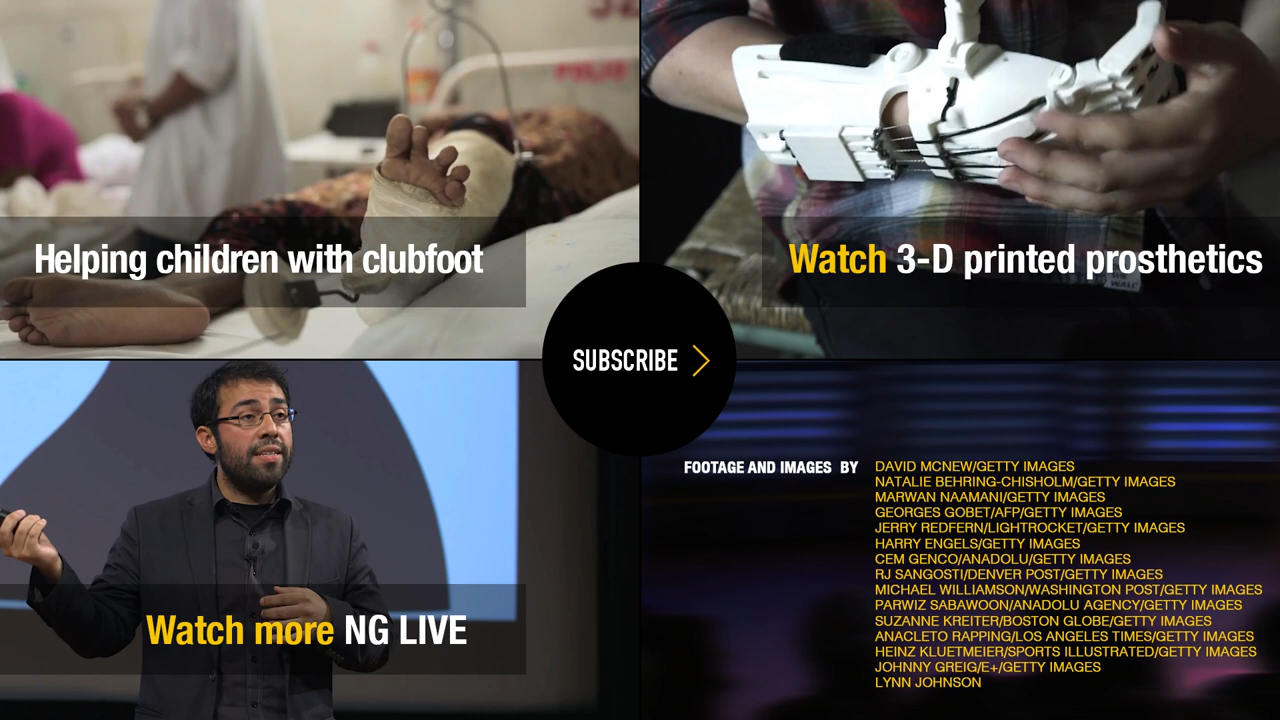 Helping children with clubfoot
Watch 3-D printed prosthetics
SUBSCRIBE
Watch more NG LIVE
FOOTAGE AND IMAGES BY
DAVID MCNEW/GETTY IMAGES
NATALIE BEHRING-CHISHOLM/GETTY IMAGES
MARWAN NAAMANI/GETTY IMAGES
GEORGES GOBET/AFP/GETTY IMAGES
JERRY REDFERN/LIGHTROCKET/GETTY IMAGES
HARRY ENGELS/GETTY IMAGES
CEM GENCO/ANADOLU/GETTY IMAGES
RJ SANGOSTI/DENVER POST/GETTY IMAGES
MICHAEL WILLIAMSON/WASHINGTON POST/GETTY IMAGES
PARWIZ SABAWOON/ANADOLU AGENCY/GETTY IMAGES
SUZANNE KREITER/BOSTON GLOBE/GETTY IMAGES
ANACLETO RAPPING/LOS ANGELES TIMES/GETTY IMAGES
HEINZ KLUETMEIER/SPORTS ILLUSTRATED/GETTY IMAGES
JOHNNY GREIG/E+/GETTY IMAGES
LYNN JOHNSON